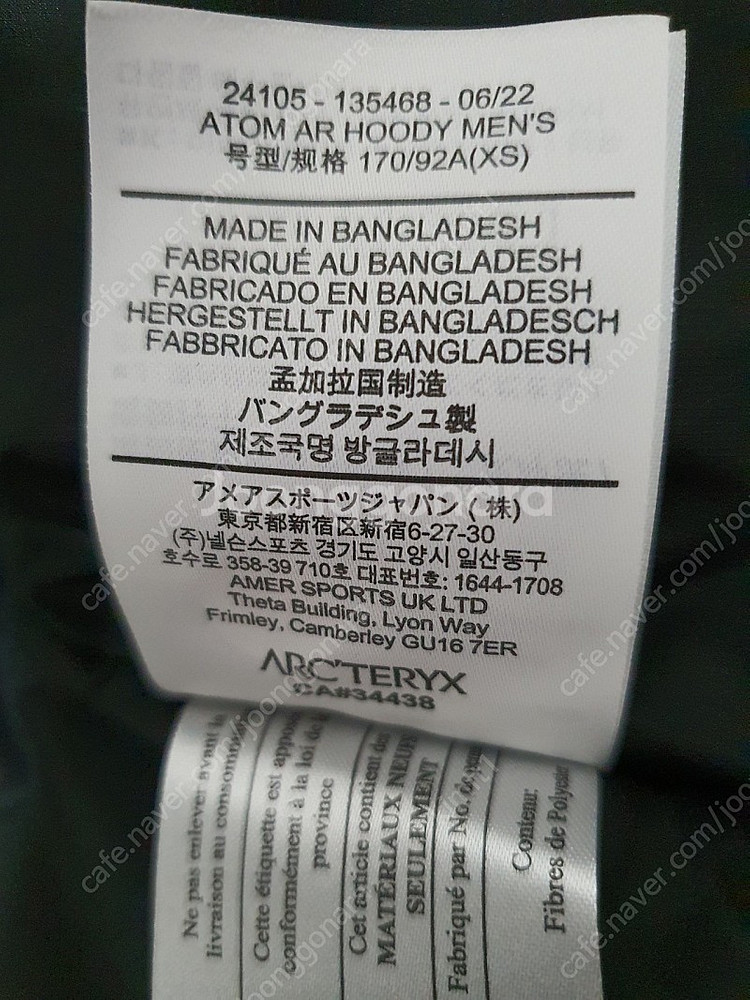 24105 - 135468 - 06/22
ATOM AR HOODY MEN'S
号型/规格 170/92A(XS)
MADE IN BANGLADESH
FABRIQUÉ AU BANGLADESH
FABRICADO EN BANGLADESH
HERGESTELLT IN BANGLADESCH
FABBRICATO IN BANGLADESH
孟加拉国制造
バングラデシュ製
제조국명 방글라데시
アメアスポーツジャパン (株)
東京都新宿区新宿6-27-30
(주)넬슨스포츠 경기도 고양시 일산동구
호수로 358-39 710호 대표번호: 1644-1708
AMER SPORTS UK LTD
Theta Building, Lyon Way
Frimley, Camberley GU16 7ER
ARC'TERYX
CA#34438
Ne pas enlever avant la
livraison au consommateur
Cette étiquette est apposée
conformément à la loi de la
province
Cet article contient des
MATÉRIAUX NEUFS
SEULEMENT
Fabriqué par No. de
Contenu:
Fibres de Polyester
cafe.naver.com/joonggonara